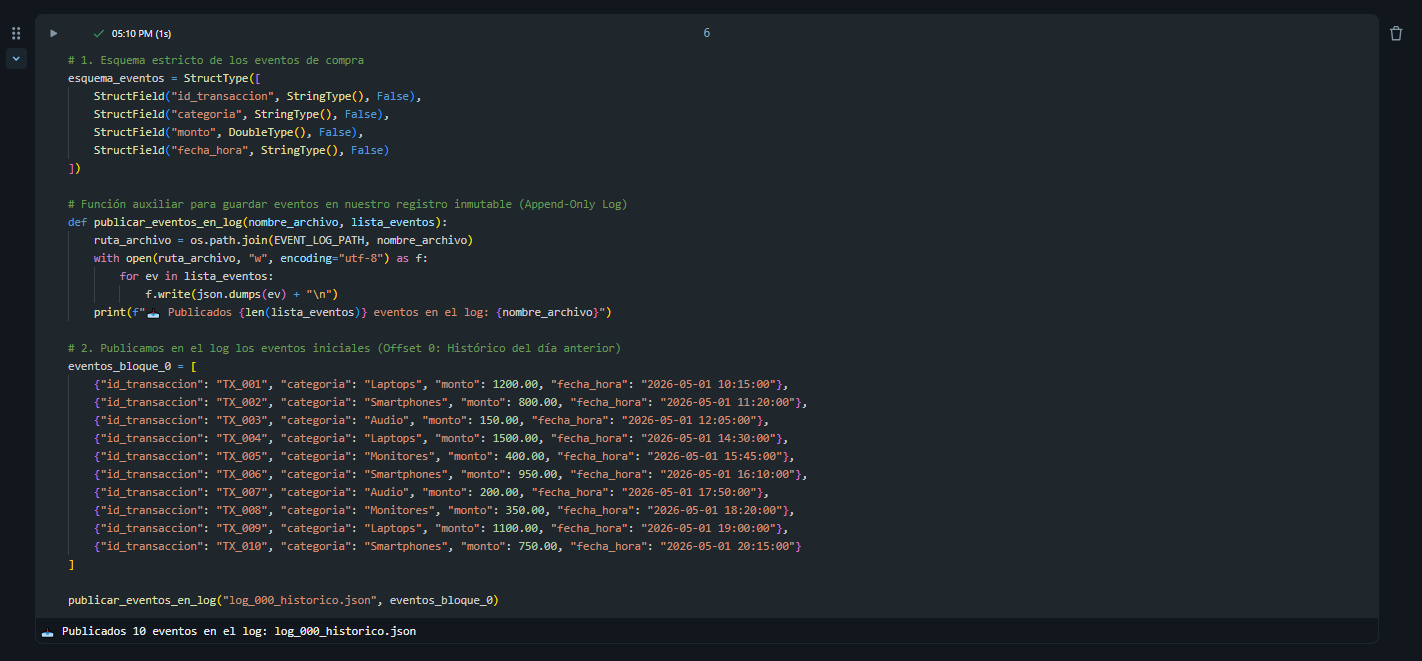 05:10 PM (1s)
6
# 1. Esquema estricto de los eventos de compra
esquema_eventos = StructType([
    StructField("id_transaccion", StringType(), False),
    StructField("categoria", StringType(), False),
    StructField("monto", DoubleType(), False),
    StructField("fecha_hora", StringType(), False)
])
# Función auxiliar para guardar eventos en nuestro registro inmutable (Append-Only Log)
def publicar_eventos_en_log(nombre_archivo, lista_eventos):
    ruta_archivo = os.path.join(EVENT_LOG_PATH, nombre_archivo)
    with open(ruta_archivo, "w", encoding="utf-8") as f:
        for ev in lista_eventos:
            f.write(json.dumps(ev) + "\n")
    print(f"📥 Publicados {len(lista_eventos)} eventos en el log: {nombre_archivo}")
# 2. Publicamos en el log los eventos iniciales (Offset 0: Histórico del día anterior)
eventos_bloque_0 = [
    {"id_transaccion": "TX_001", "categoria": "Laptops", "monto": 1200.00, "fecha_hora": "2026-05-01 10:15:00"},
    {"id_transaccion": "TX_002", "categoria": "Smartphones", "monto": 800.00, "fecha_hora": "2026-05-01 11:20:00"},
    {"id_transaccion": "TX_003", "categoria": "Audio", "monto": 150.00, "fecha_hora": "2026-05-01 12:05:00"},
    {"id_transaccion": "TX_004", "categoria": "Laptops", "monto": 1500.00, "fecha_hora": "2026-05-01 14:30:00"},
    {"id_transaccion": "TX_005", "categoria": "Monitores", "monto": 400.00, "fecha_hora": "2026-05-01 15:45:00"},
    {"id_transaccion": "TX_006", "categoria": "Smartphones", "monto": 950.00, "fecha_hora": "2026-05-01 16:10:00"},
    {"id_transaccion": "TX_007", "categoria": "Audio", "monto": 200.00, "fecha_hora": "2026-05-01 17:50:00"},
    {"id_transaccion": "TX_008", "categoria": "Monitores", "monto": 350.00, "fecha_hora": "2026-05-01 18:20:00"},
    {"id_transaccion": "TX_009", "categoria": "Laptops", "monto": 1100.00, "fecha_hora": "2026-05-01 19:00:00"},
    {"id_transaccion": "TX_010", "categoria": "Smartphones", "monto": 750.00, "fecha_hora": "2026-05-01 20:15:00"}
]
publicar_eventos_en_log("log_000_historico.json", eventos_bloque_0)
📥 Publicados 10 eventos en el log: log_000_historico.json